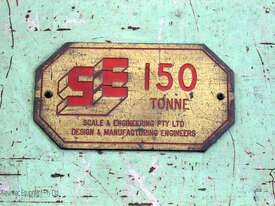 SE 150
TONNE
SCALE & ENGINEERING PTY LTD
DESIGN & MANUFACTURING ENGINEERS